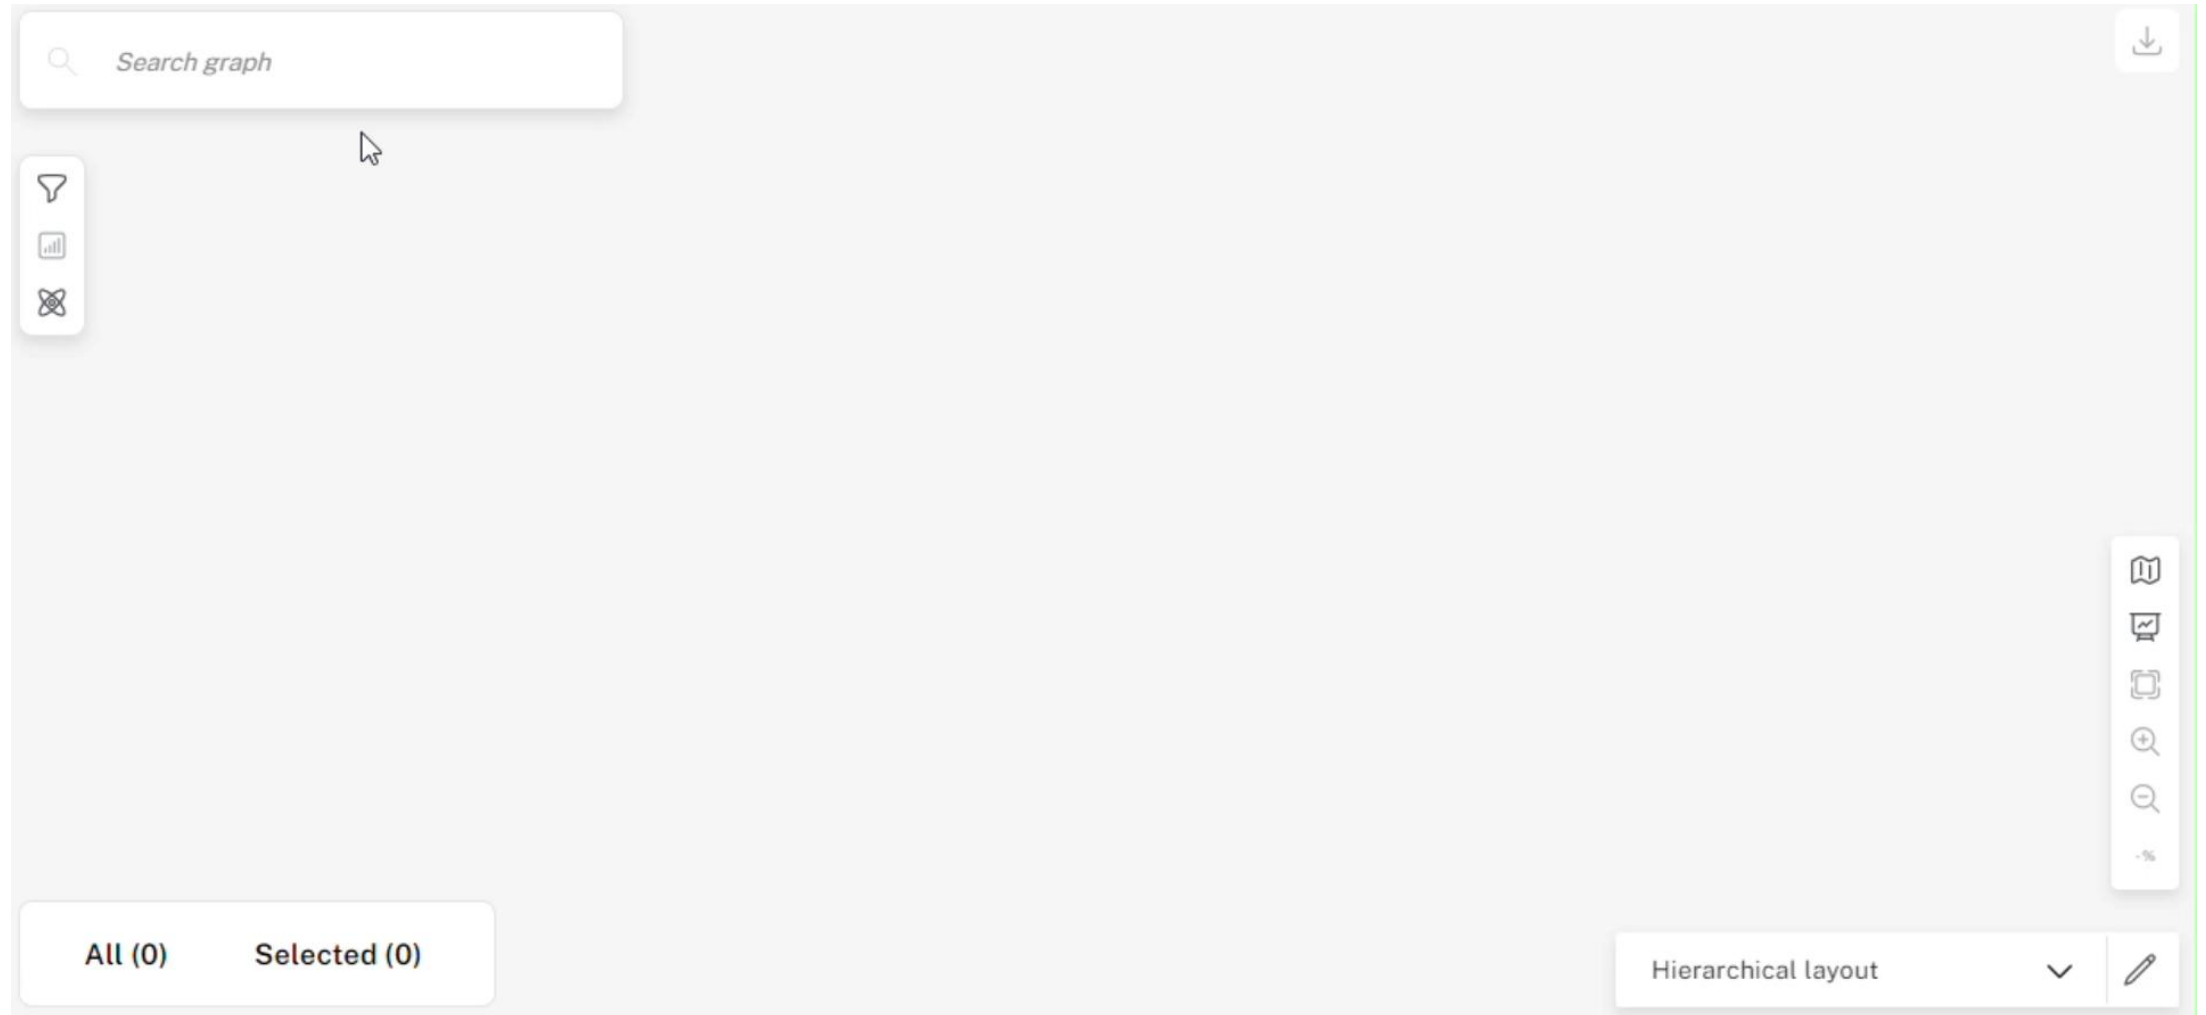 Search graph
-%
All (0) Selected (0)
Hierarchical layout